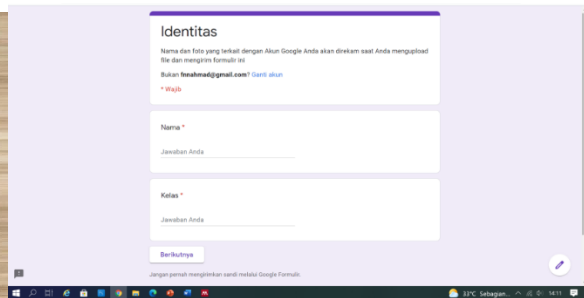 Identitas
Nama dan foto yang terkait dengan Akun Google Anda akan direkam saat Anda mengupload
file dan mengirim formulir ini
Bukan fnnahmad@gmail.com? Ganti akun
* Wajib
Nama *
Jawaban Anda
Kelas *
Jawaban Anda
Berikutnya
Jangan pernah mengirimkan sandi melalui Google Formulir.
33°C Sebagian... 14:11